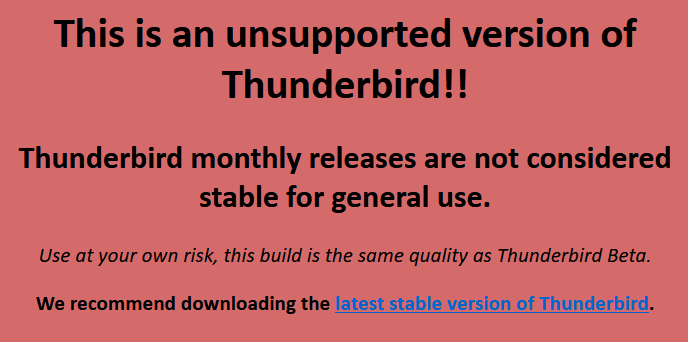 This is an unsupported version of
Thunderbird!!
Thunderbird monthly releases are not considered
stable for general use.
Use at your own risk, this build is the same quality as Thunderbird Beta.
We recommend downloading the latest stable version of Thunderbird.